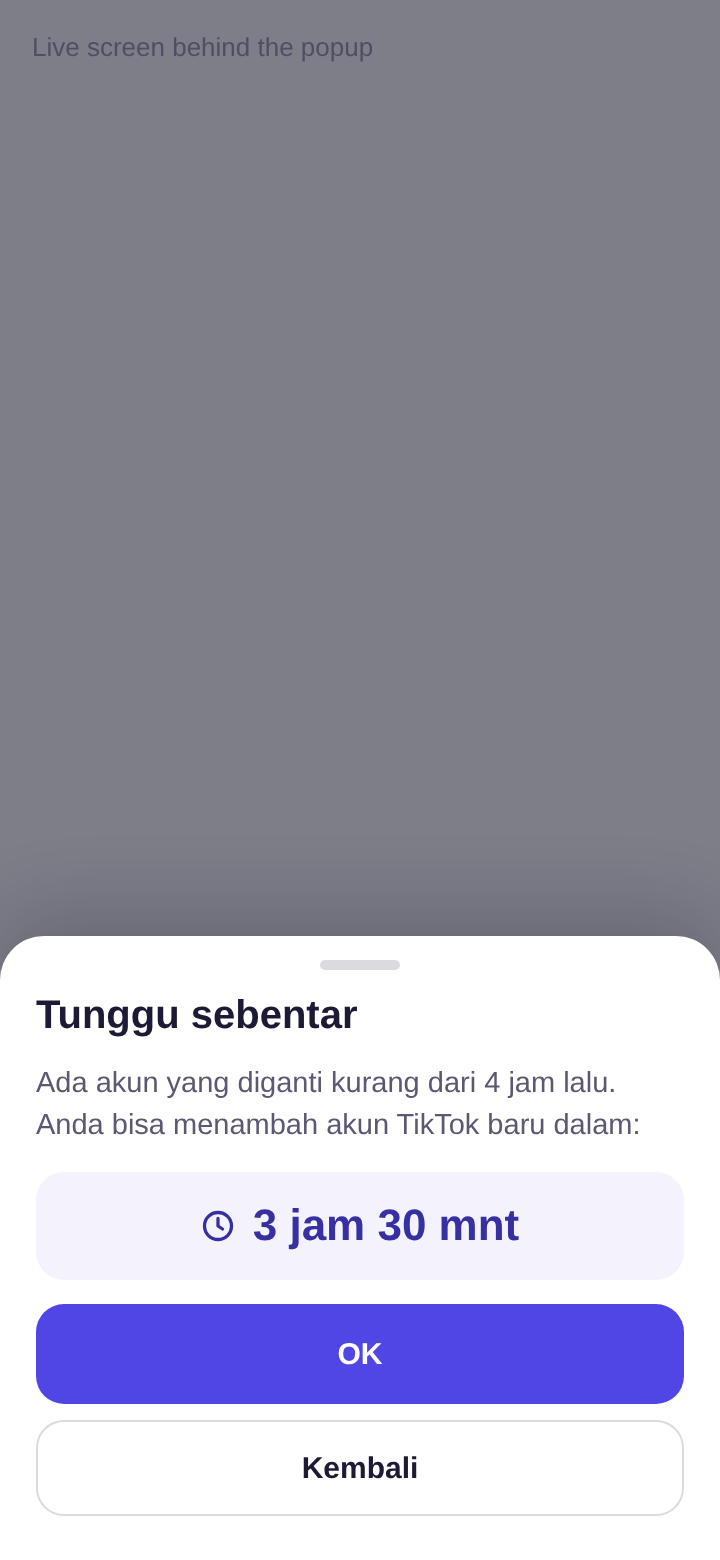 Live screen behind the popup
Tunggu sebentar
Ada akun yang diganti kurang dari 4 jam lalu.
Anda bisa menambah akun TikTok baru dalam:
3 jam 30 mnt
OK
Kembali